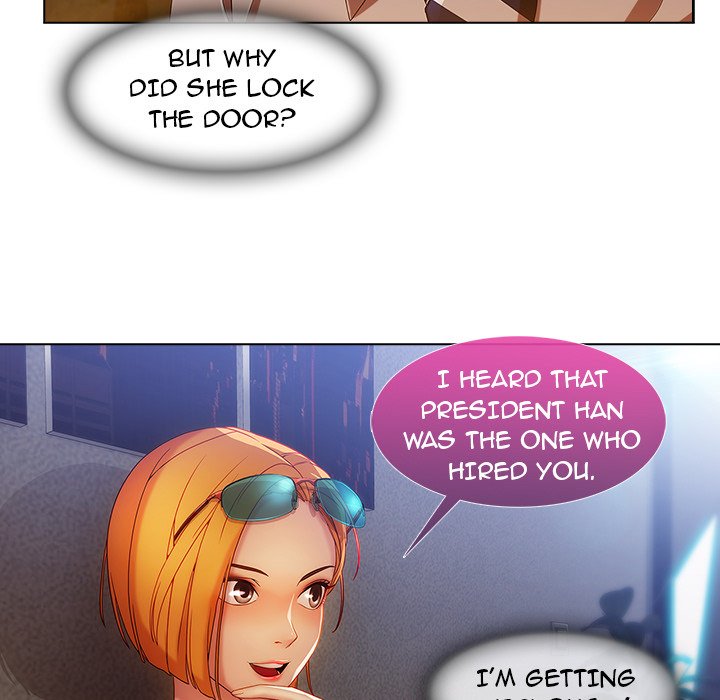 BUT WHY
DID SHE LOCK
THE DOOR?
I HEARD THAT
PRESIDENT HAN
WAS THE ONE WHO
HIRED YOU.
I'M GETTING